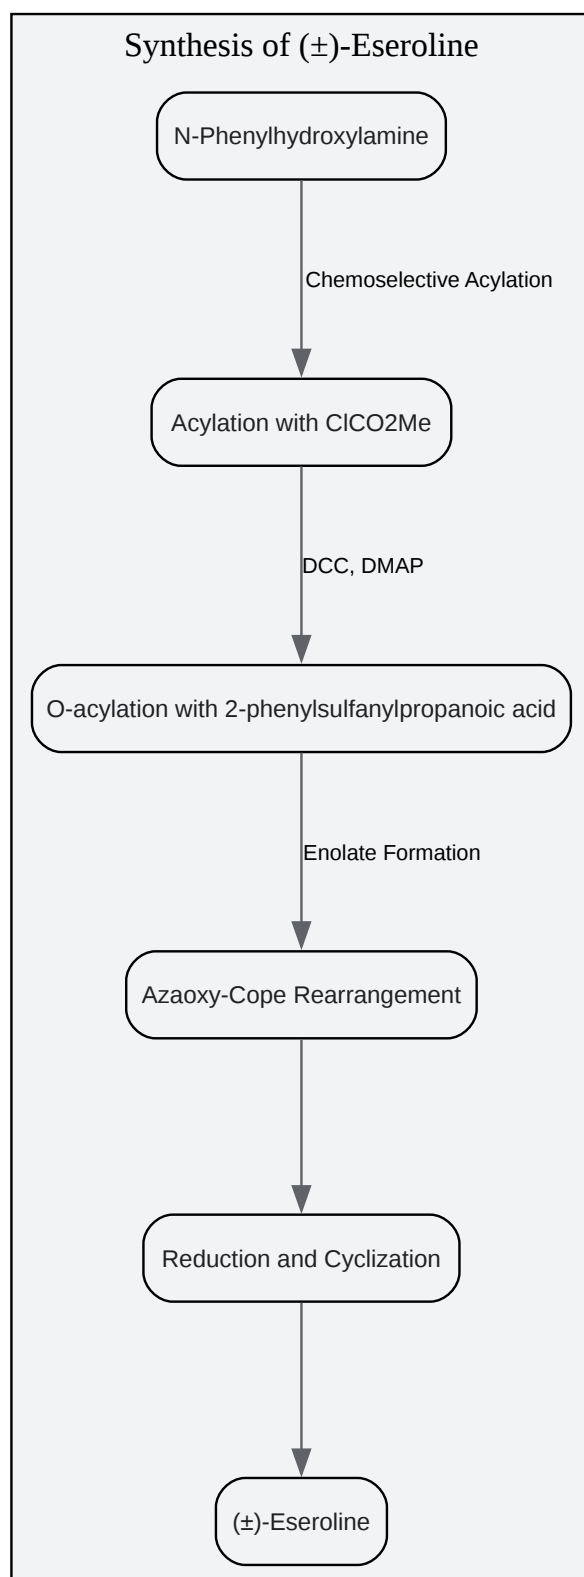 Synthesis of (±)-Eseroline
N-Phenylhydroxylamine
Chemoselective Acylation
Acylation with ClCO2Me
DCC, DMAP
O-acylation with 2-phenylsulfanylpropanoic acid
Enolate Formation
Azaoxy-Cope Rearrangement
Reduction and Cyclization
(±)-Eseroline